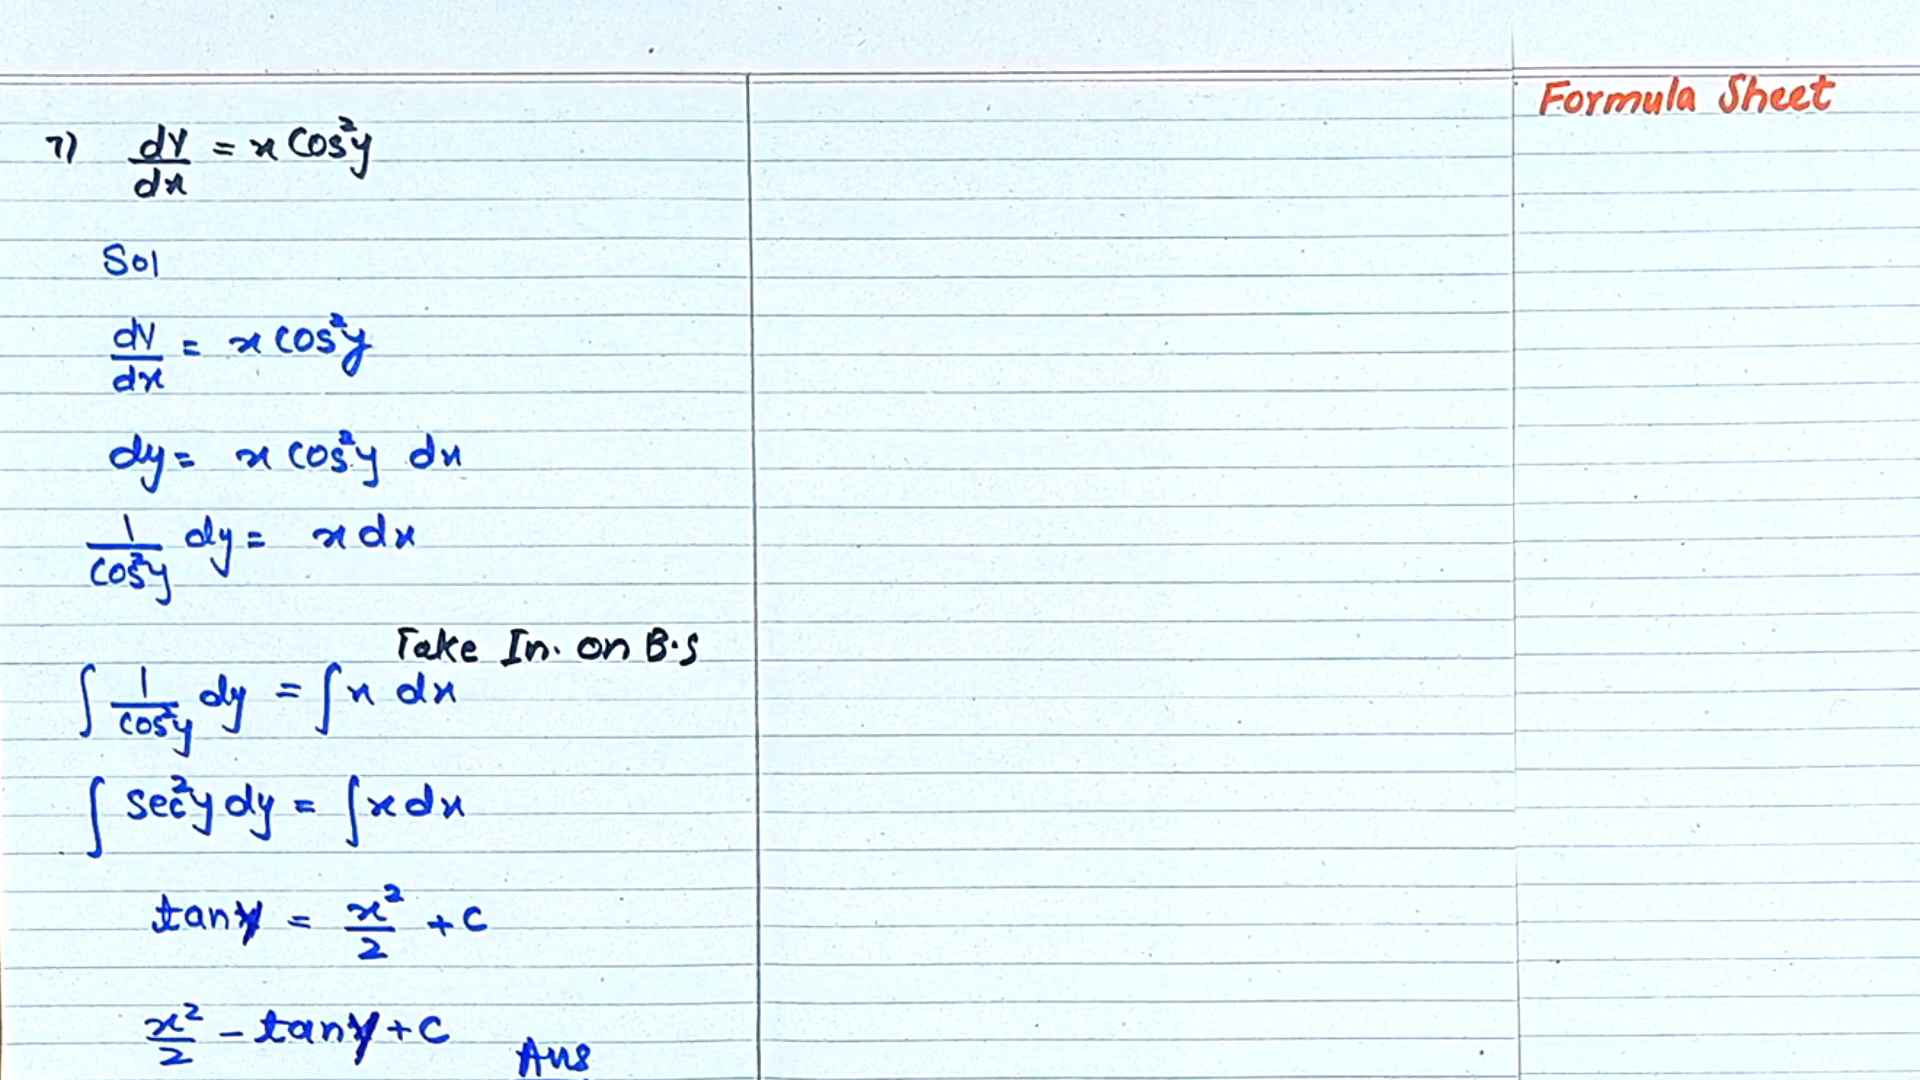 Formula Sheet
7) dy/dx = x Cos²y
Sol
dy/dx = x cos²y
dy = x cos²y dx
1/cos²y dy = x dx
Take In. on B.S
∫ 1/cos²y dy = ∫ x dx
∫ sec²y dy = ∫ x dx
tan y = x²/2 + c
x²/2 - tan y + c Ans